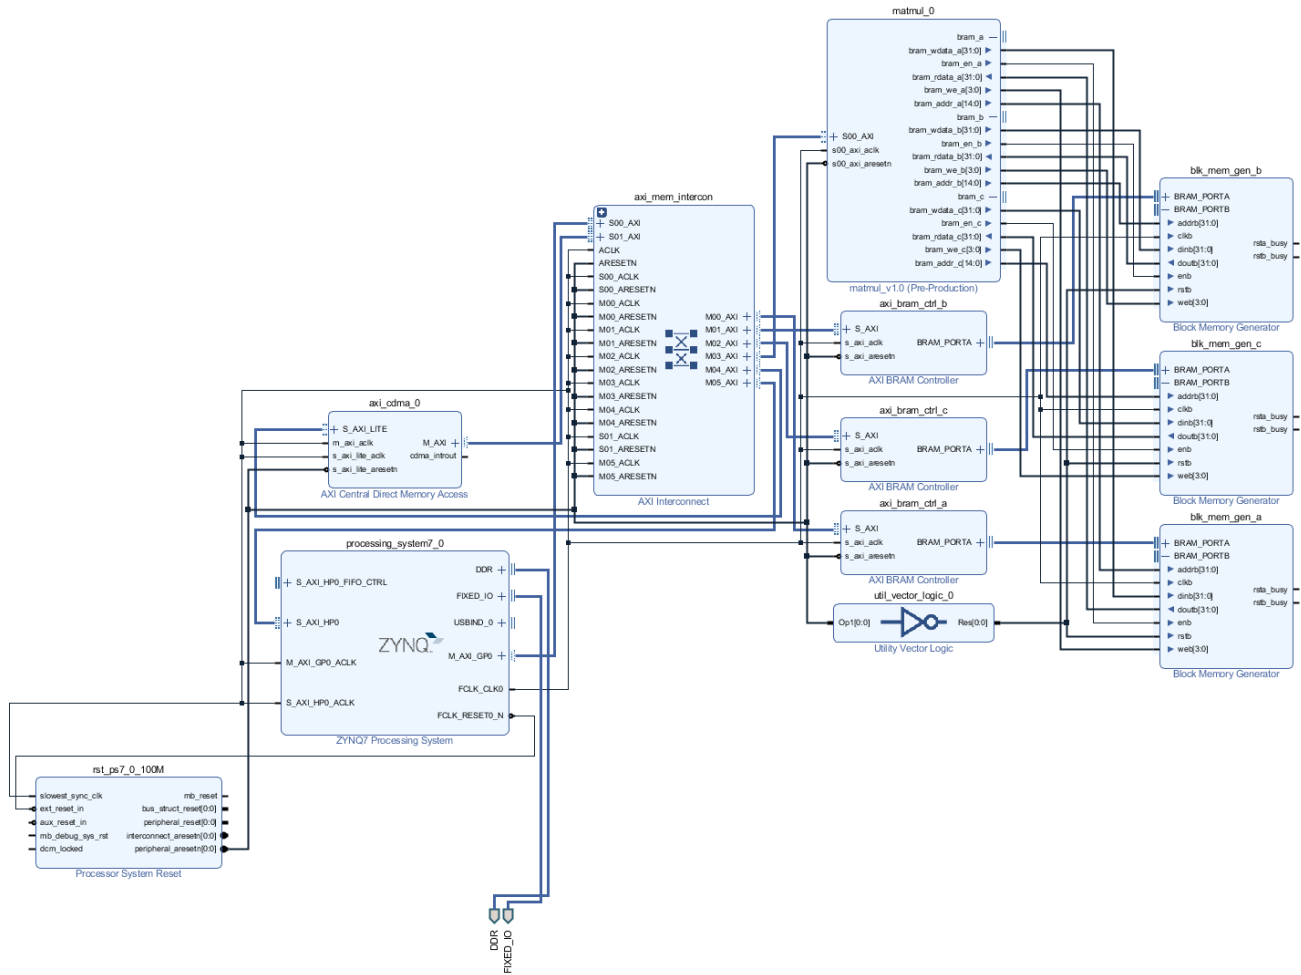 matmul_0
bram_a
bram_wdata_a[31:0]
bram_en_a
bram_rdata_a[31:0]
bram_we_a[3:0]
bram_addr_a[14:0]
bram_b
bram_wdata_b[31:0]
bram_en_b
bram_rdata_b[31:0]
bram_we_b[3:0]
bram_addr_b[14:0]
bram_c
bram_wdata_c[31:0]
bram_en_c
bram_rdata_c[31:0]
bram_we_c[3:0]
bram_addr_c[14:0]
S00_AXI
s00_axi_aclk
s00_axi_aresetn
matmul_v1.0 (Pre-Production)
blk_mem_gen_b
BRAM_PORTA
BRAM_PORTB
addrb[31:0]
clkb
dinb[31:0]
doutb[31:0]
enb
rstb
web[3:0]
rsta_busy
rstb_busy
Block Memory Generator
axi_mem_intercon
S00_AXI
S01_AXI
ACLK
ARESETN
S00_ACLK
S00_ARESETN
M00_ACLK
M00_ARESETN
M01_ACLK
M01_ARESETN
M02_ACLK
M02_ARESETN
M03_ACLK
M03_ARESETN
M04_ACLK
M04_ARESETN
S01_ACLK
S01_ARESETN
M05_ACLK
M05_ARESETN
M00_AXI
M01_AXI
M02_AXI
M03_AXI
M04_AXI
M05_AXI
AXI Interconnect
axi_bram_ctrl_b
S_AXI
s_axi_aclk
s_axi_aresetn
BRAM_PORTA
AXI BRAM Controller
blk_mem_gen_c
BRAM_PORTA
BRAM_PORTB
addrb[31:0]
clkb
dinb[31:0]
doutb[31:0]
enb
rstb
web[3:0]
rsta_busy
rstb_busy
Block Memory Generator
axi_cdma_0
S_AXI_LITE
m_axi_aclk
s_axi_lite_aclk
s_axi_lite_aresetn
M_AXI
cdma_introut
AXI Central Direct Memory Access
axi_bram_ctrl_c
S_AXI
s_axi_aclk
s_axi_aresetn
BRAM_PORTA
AXI BRAM Controller
axi_bram_ctrl_a
S_AXI
s_axi_aclk
s_axi_aresetn
BRAM_PORTA
AXI BRAM Controller
blk_mem_gen_a
BRAM_PORTA
BRAM_PORTB
addrb[31:0]
clkb
dinb[31:0]
doutb[31:0]
enb
rstb
web[3:0]
rsta_busy
rstb_busy
Block Memory Generator
processing_system7_0
S_AXI_HP0_FIFO_CTRL
S_AXI_HP0
M_AXI_GP0_ACLK
S_AXI_HP0_ACLK
ZYNQ
DDR
FIXED_IO
USBIND_0
M_AXI_GP0
FCLK_CLK0
FCLK_RESET0_N
ZYNQ7 Processing System
util_vector_logic_0
Op1[0:0]
Res[0:0]
Utility Vector Logic
rst_ps7_0_100M
slowest_sync_clk
ext_reset_in
aux_reset_in
mb_debug_sys_rst
dcm_locked
mb_reset
bus_struct_reset[0:0]
peripheral_reset[0:0]
interconnect_aresetn[0:0]
peripheral_aresetn[0:0]
Processor System Reset
DDR
FIXED_IO